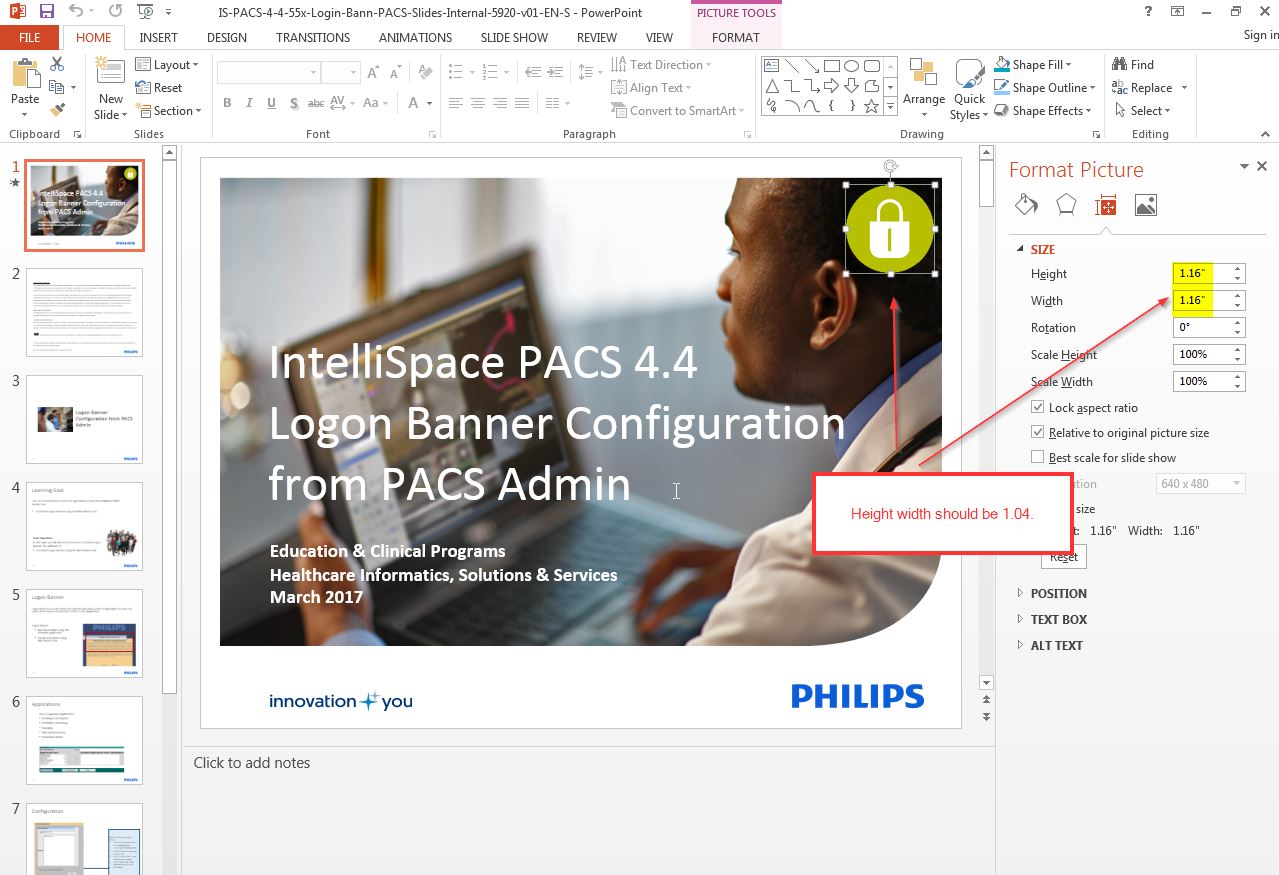 IS-PACS-4-4-55x-Login-Bann-PACS-Slides-Internal-5920-v01-EN-S - PowerPoint
PICTURE TOOLS
FILE HOME INSERT DESIGN TRANSITIONS ANIMATIONS SLIDE SHOW REVIEW VIEW FORMAT
Sign in
Paste
New
Slide
Layout
Reset
Section
B I U S abc AV Aa A
Text Direction
Align Text
Convert to SmartArt
Arrange
Quick
Styles
Shape Fill
Shape Outline
Shape Effects
Find
Replace
Select
Clipboard Slides Font Paragraph Drawing Editing
1
IntelliSpace PACS 4.4
Logon Banner Configuration
from PACS Admin
PHILIPS
2
PHILIPS
3
Logon Banner
Configuration from PACS
Admin
PHILIPS
4
Learning Goal
PHILIPS
5
Logon Banner
PHILIPS
PHILIPS
6
Applications
PHILIPS
7
Configuration
IntelliSpace PACS 4.4
Logon Banner Configuration
from PACS Admin
Education & Clinical Programs
Healthcare Informatics, Solutions & Services
March 2017
innovation you
PHILIPS
Click to add notes
Height width should be 1.04.
Format Picture
SIZE
Height 1.16"
Width 1.16"
Rotation 0°
Scale Height 100%
Scale Width 100%
Lock aspect ratio
Relative to original picture size
Best scale for slide show
640 x 480
size
1.16" Width: 1.16"
Reset
POSITION
TEXT BOX
ALT TEXT